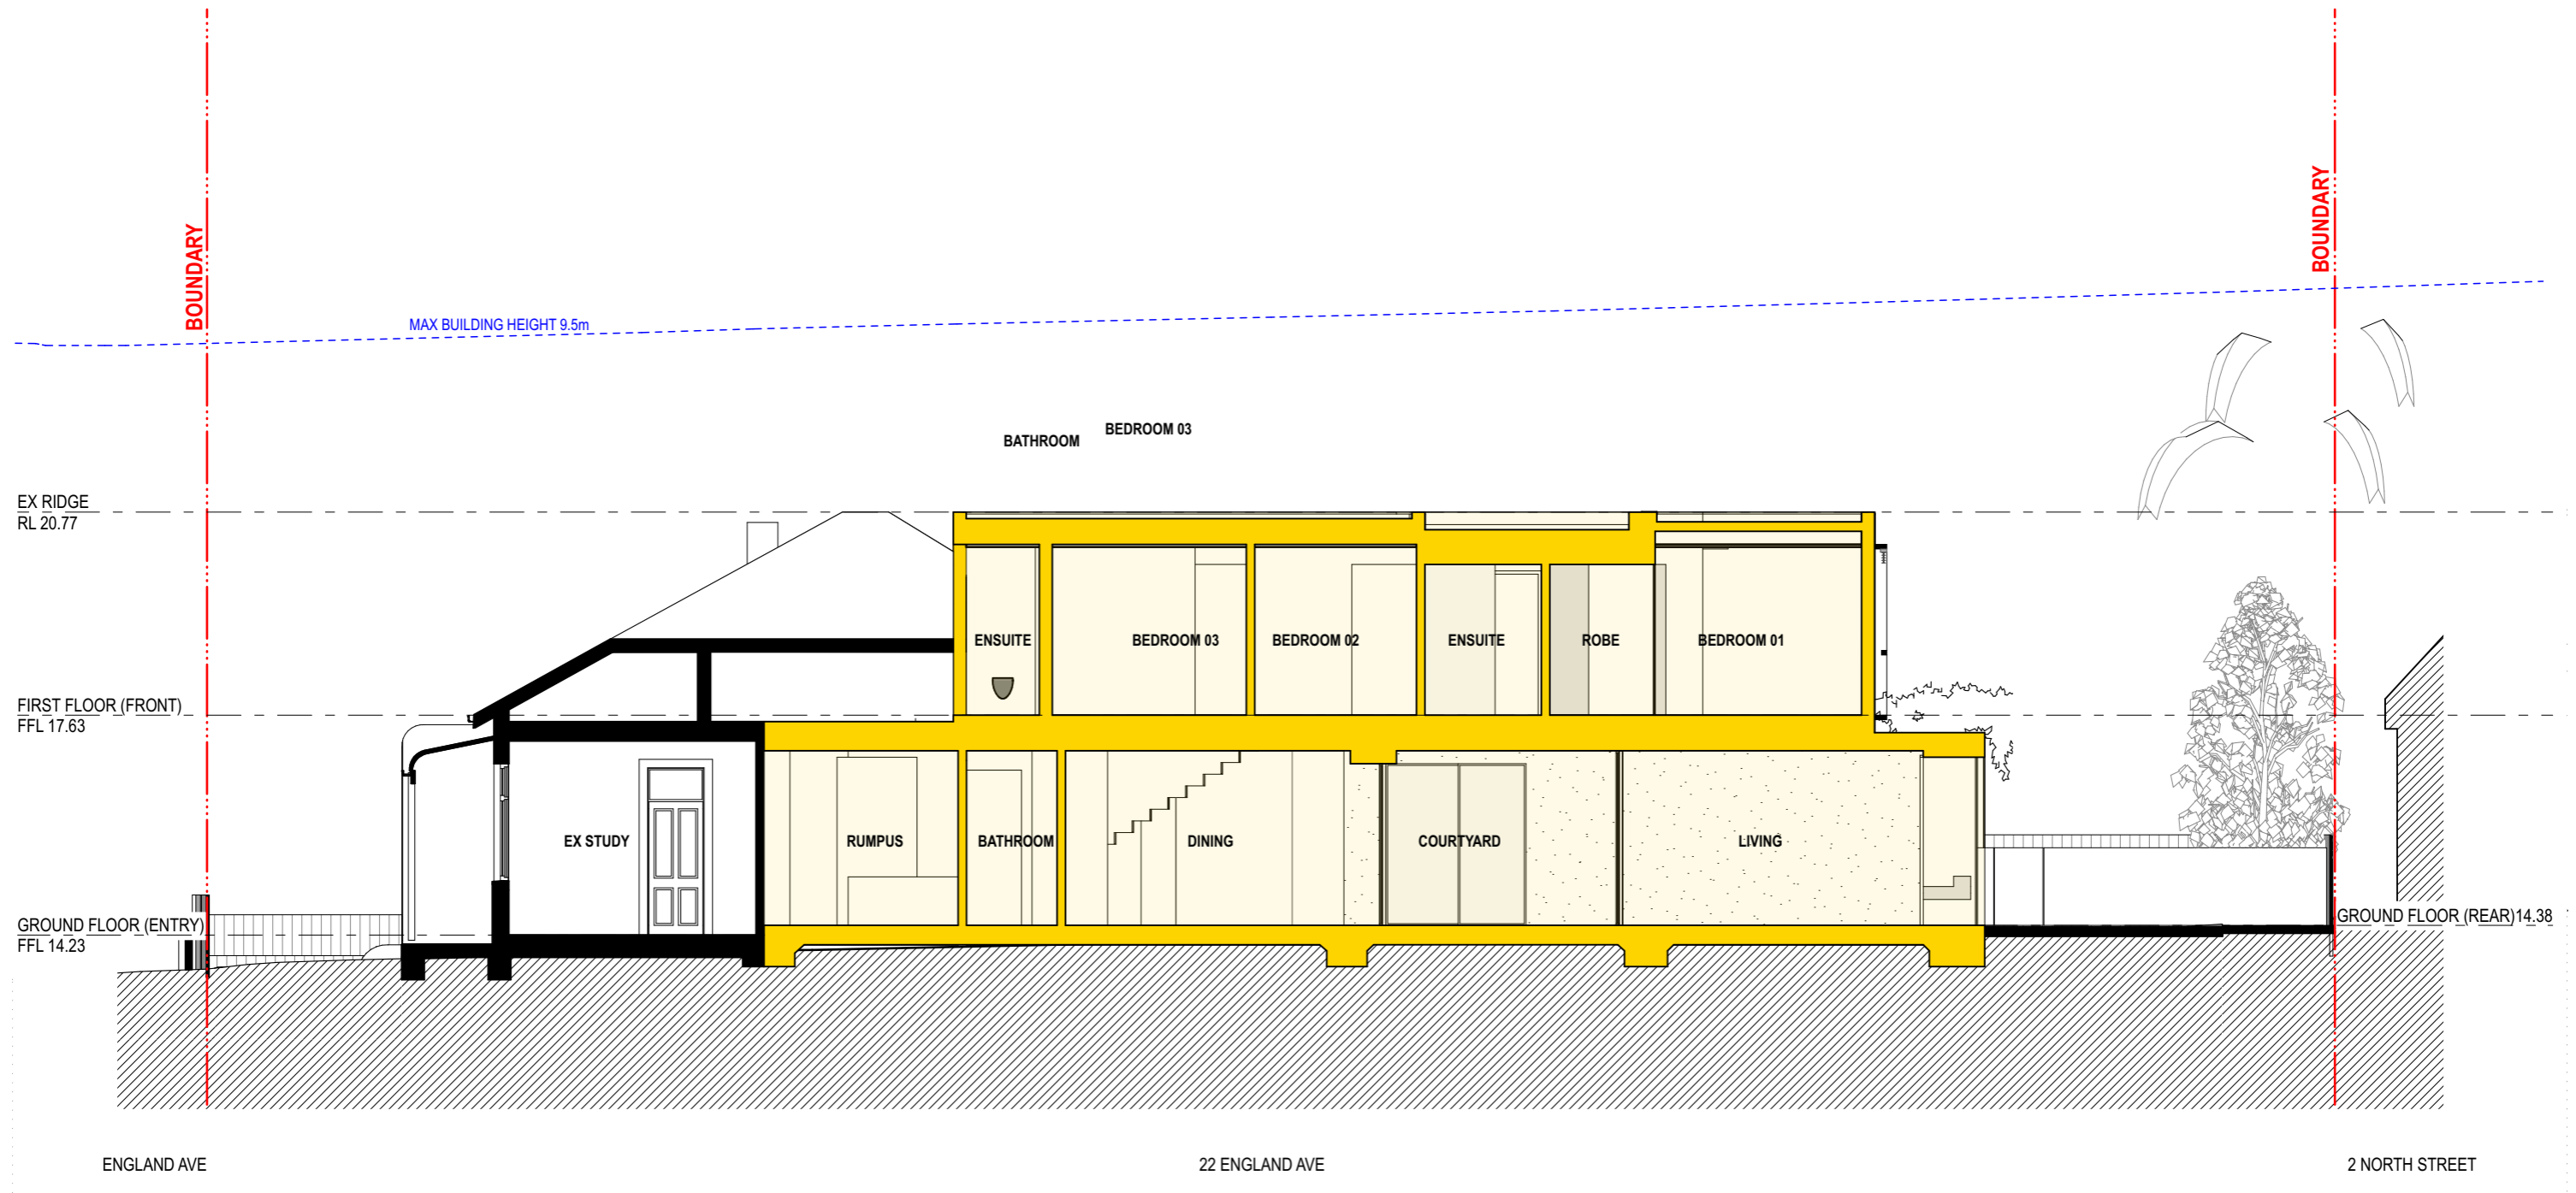 BOUNDARY
BOUNDARY
MAX BUILDING HEIGHT 9.5m
BATHROOM
BEDROOM 03
EX RIDGE
RL 20.77
ENSUITE
BEDROOM 03
BEDROOM 02
ENSUITE
ROBE
BEDROOM 01
FIRST FLOOR (FRONT)
FFL 17.63
EX STUDY
RUMPUS
BATHROOM
DINING
COURTYARD
LIVING
GROUND FLOOR (ENTRY)
FFL 14.23
GROUND FLOOR (REAR)14.38
ENGLAND AVE
22 ENGLAND AVE
2 NORTH STREET